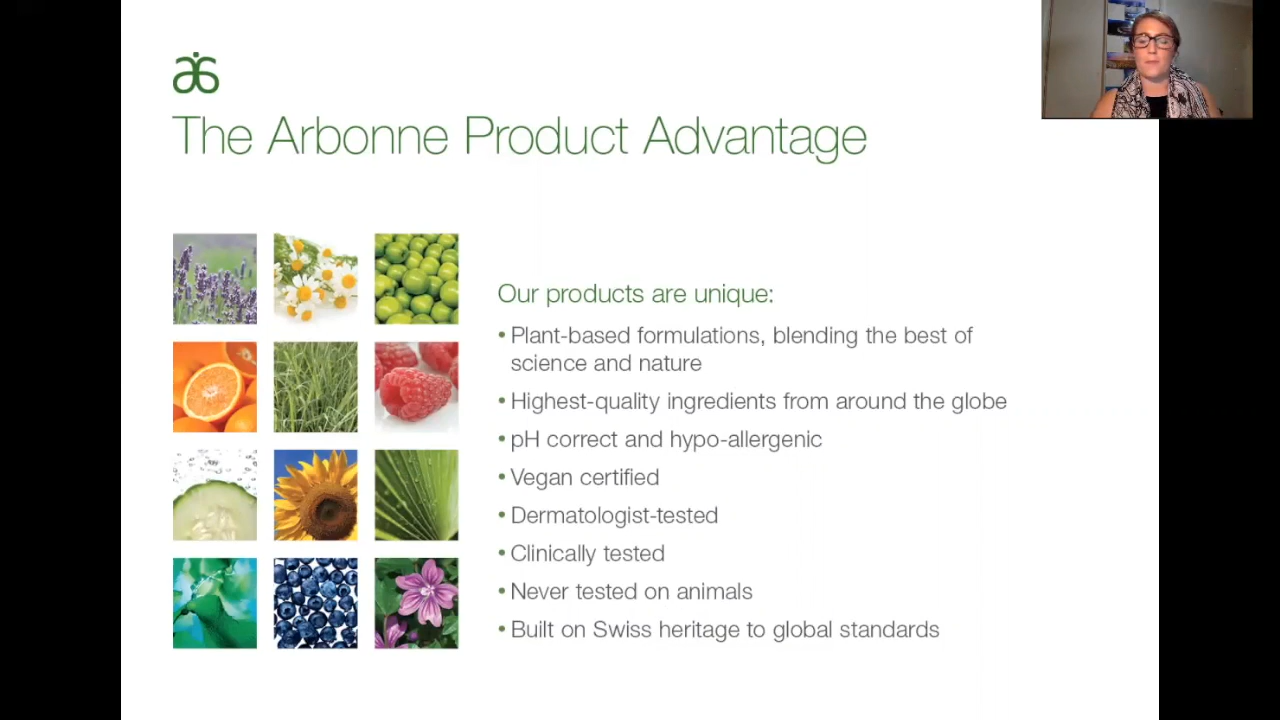 The Arbonne Product Advantage
Our products are unique:
• Plant-based formulations, blending the best of
science and nature
• Highest-quality ingredients from around the globe
• pH correct and hypo-allergenic
• Vegan certified
• Dermatologist-tested
• Clinically tested
• Never tested on animals
• Built on Swiss heritage to global standards